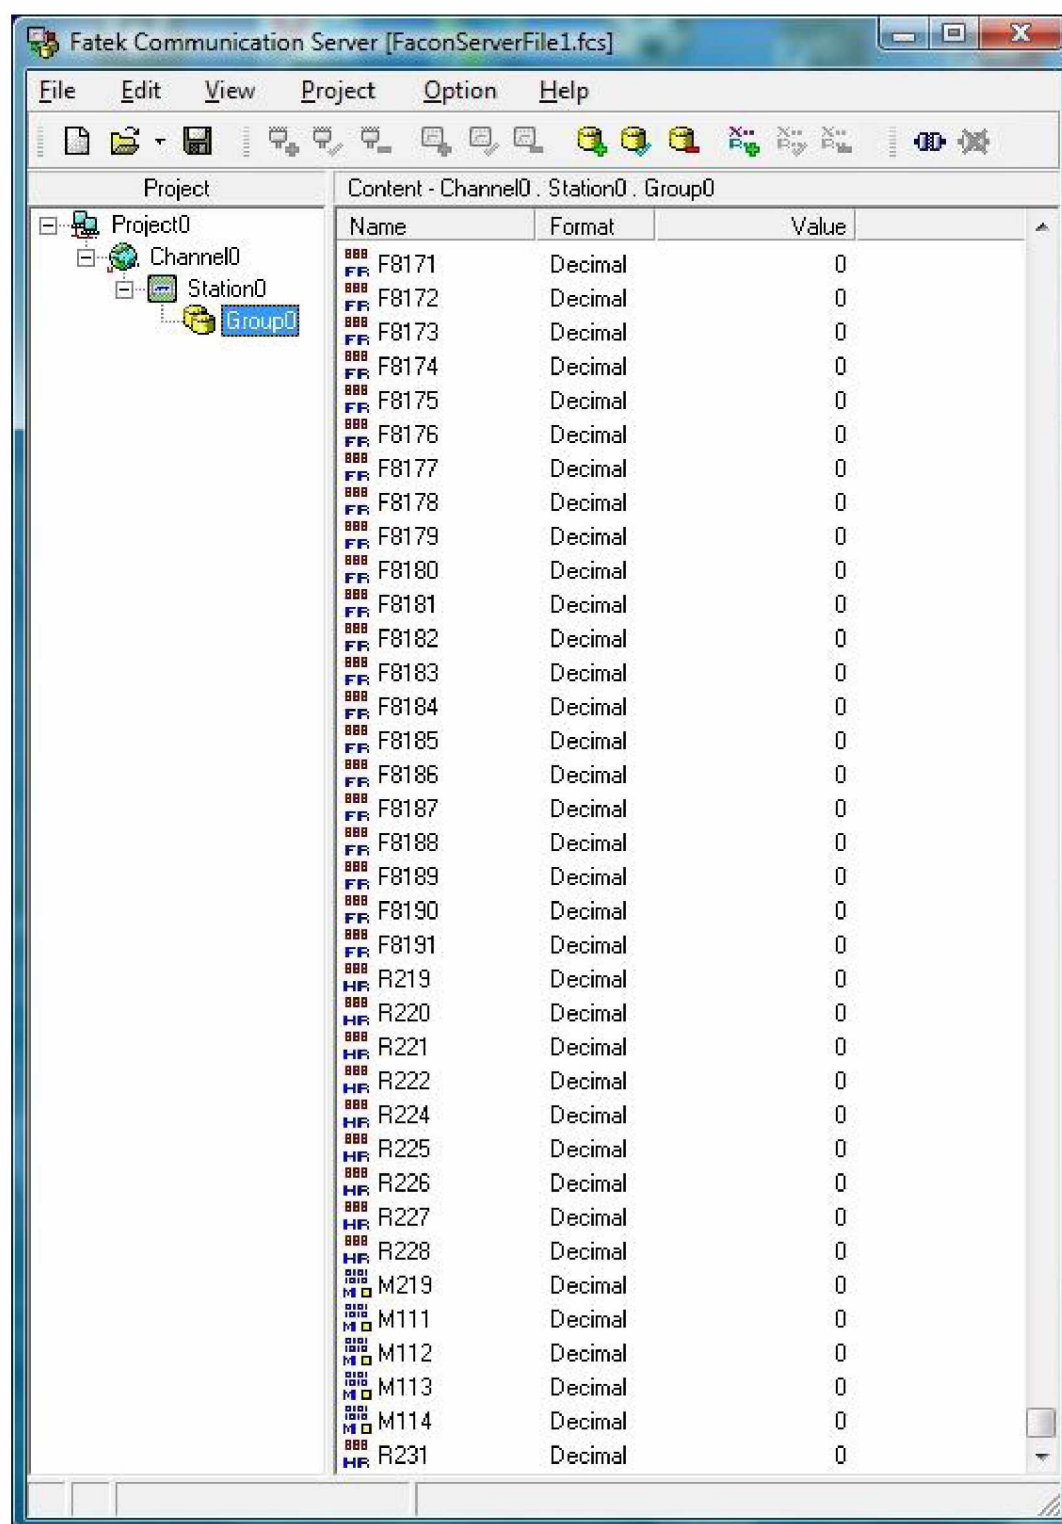 Fatek Communication Server [FaconServerFile1.fcs]
File Edit View Project Option Help
Project
Content - Channel0 . Station0 . Group0
Project0
Channel0
Station0
Group0
Name Format Value
F8171 Decimal 0
F8172 Decimal 0
F8173 Decimal 0
F8174 Decimal 0
F8175 Decimal 0
F8176 Decimal 0
F8177 Decimal 0
F8178 Decimal 0
F8179 Decimal 0
F8180 Decimal 0
F8181 Decimal 0
F8182 Decimal 0
F8183 Decimal 0
F8184 Decimal 0
F8185 Decimal 0
F8186 Decimal 0
F8187 Decimal 0
F8188 Decimal 0
F8189 Decimal 0
F8190 Decimal 0
F8191 Decimal 0
R219 Decimal 0
R220 Decimal 0
R221 Decimal 0
R222 Decimal 0
R224 Decimal 0
R225 Decimal 0
R226 Decimal 0
R227 Decimal 0
R228 Decimal 0
M219 Decimal 0
M111 Decimal 0
M112 Decimal 0
M113 Decimal 0
M114 Decimal 0
R231 Decimal 0